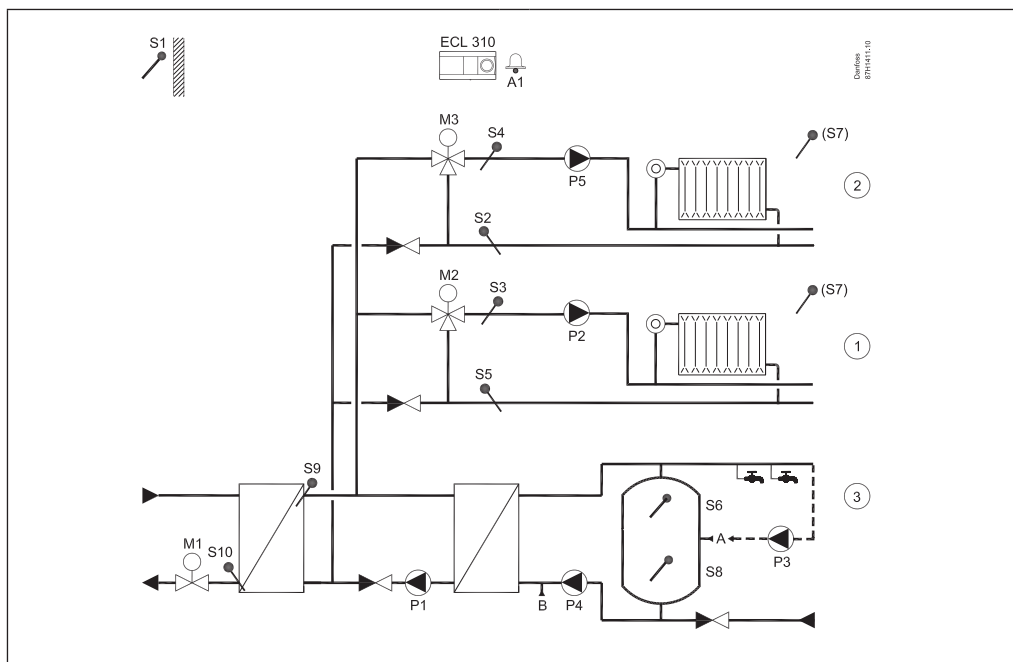 S1
ECL 310
A1
Danfoss
87H1411.10
M3
S4
(S7)
P5
2
S2
M2
S3
(S7)
P2
1
S5
S9
S6
3
A
P3
M1
S10
S8
P1
B
P4